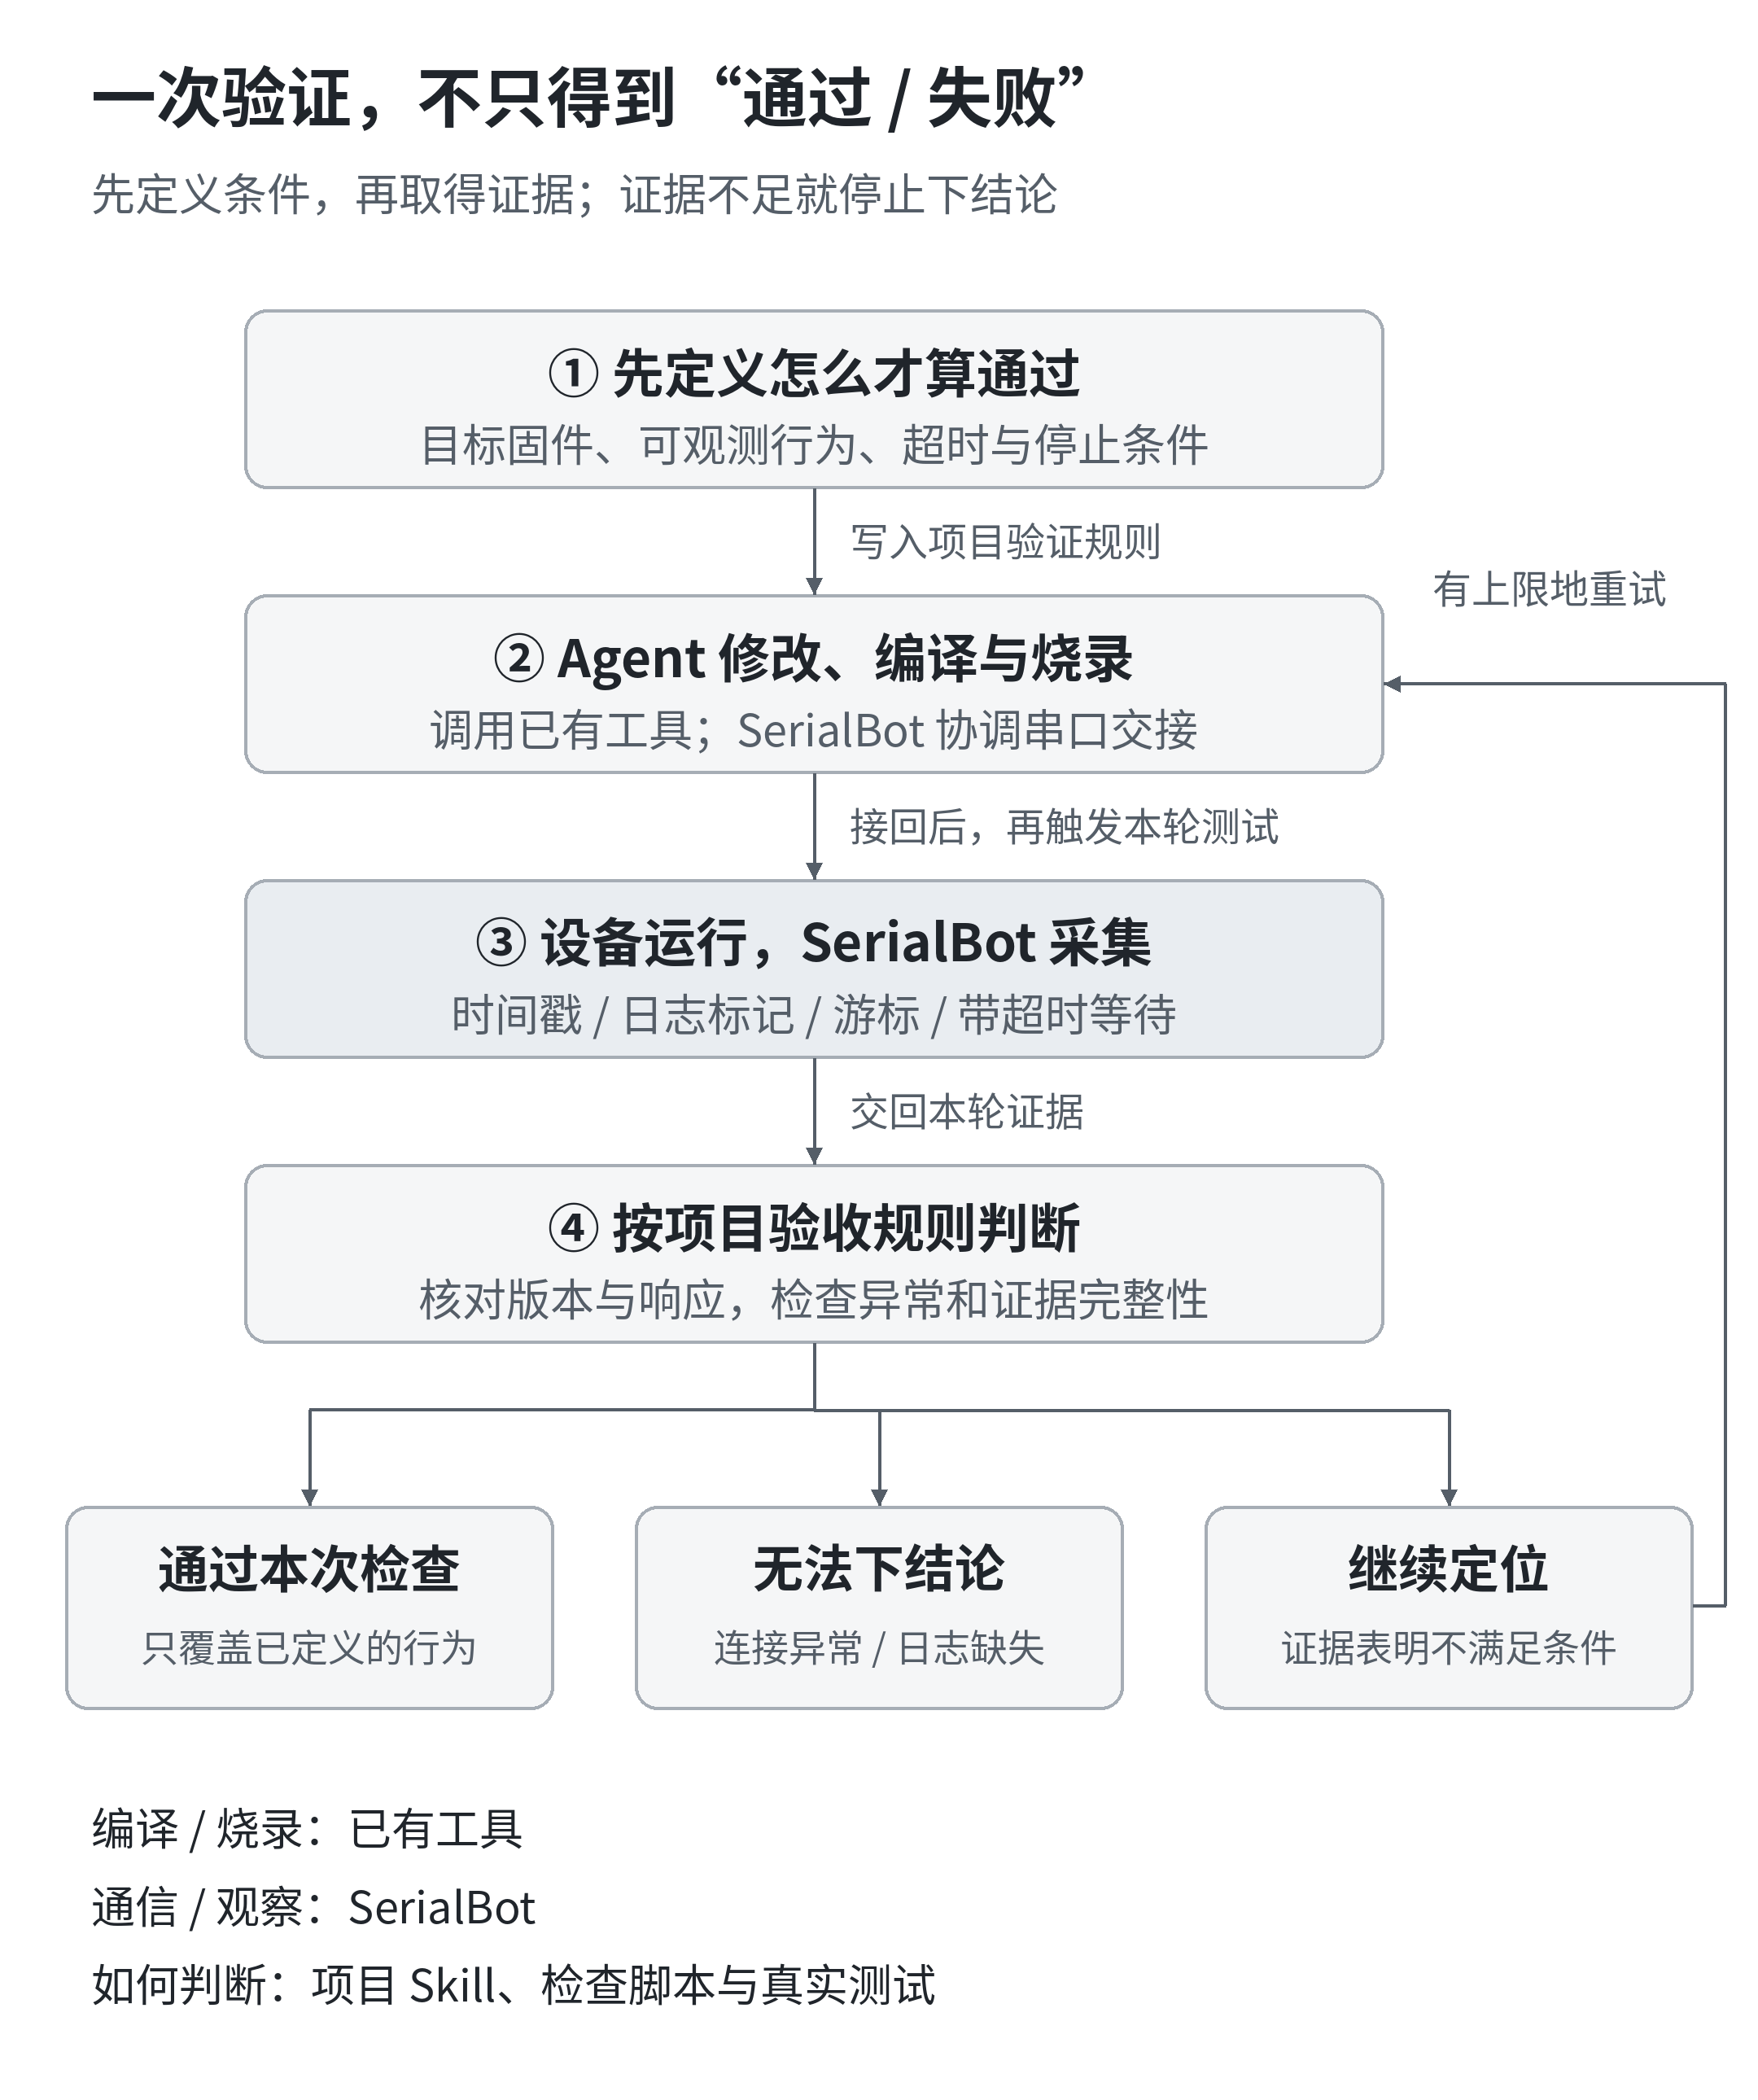 一次验证，不只得到“通过 / 失败”
先定义条件，再取得证据；证据不足就停止下结论
① 先定义怎么才算通过
目标固件、可观测行为、超时与停止条件
写入项目验证规则
有上限地重试
② Agent 修改、编译与烧录
调用已有工具；SerialBot 协调串口交接
接回后，再触发本轮测试
③ 设备运行，SerialBot 采集
时间戳 / 日志标记 / 游标 / 带超时等待
交回本轮证据
④ 按项目验收规则判断
核对版本与响应，检查异常和证据完整性
通过本次检查
只覆盖已定义的行为
无法下结论
连接异常 / 日志缺失
继续定位
证据表明不满足条件
编译 / 烧录：已有工具
通信 / 观察：SerialBot
如何判断：项目 Skill、检查脚本与真实测试